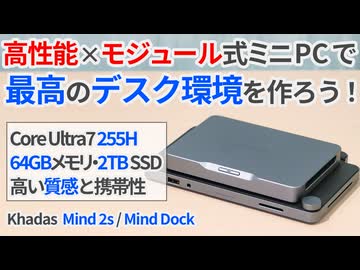 高性能×モジュール式ミニPCで
最高のデスク環境を作ろう！
Core Ultra7 255H
64GBメモリ・2TB SSD
高い質感と携帯性
Khadas Mind 2s / Mind Dock